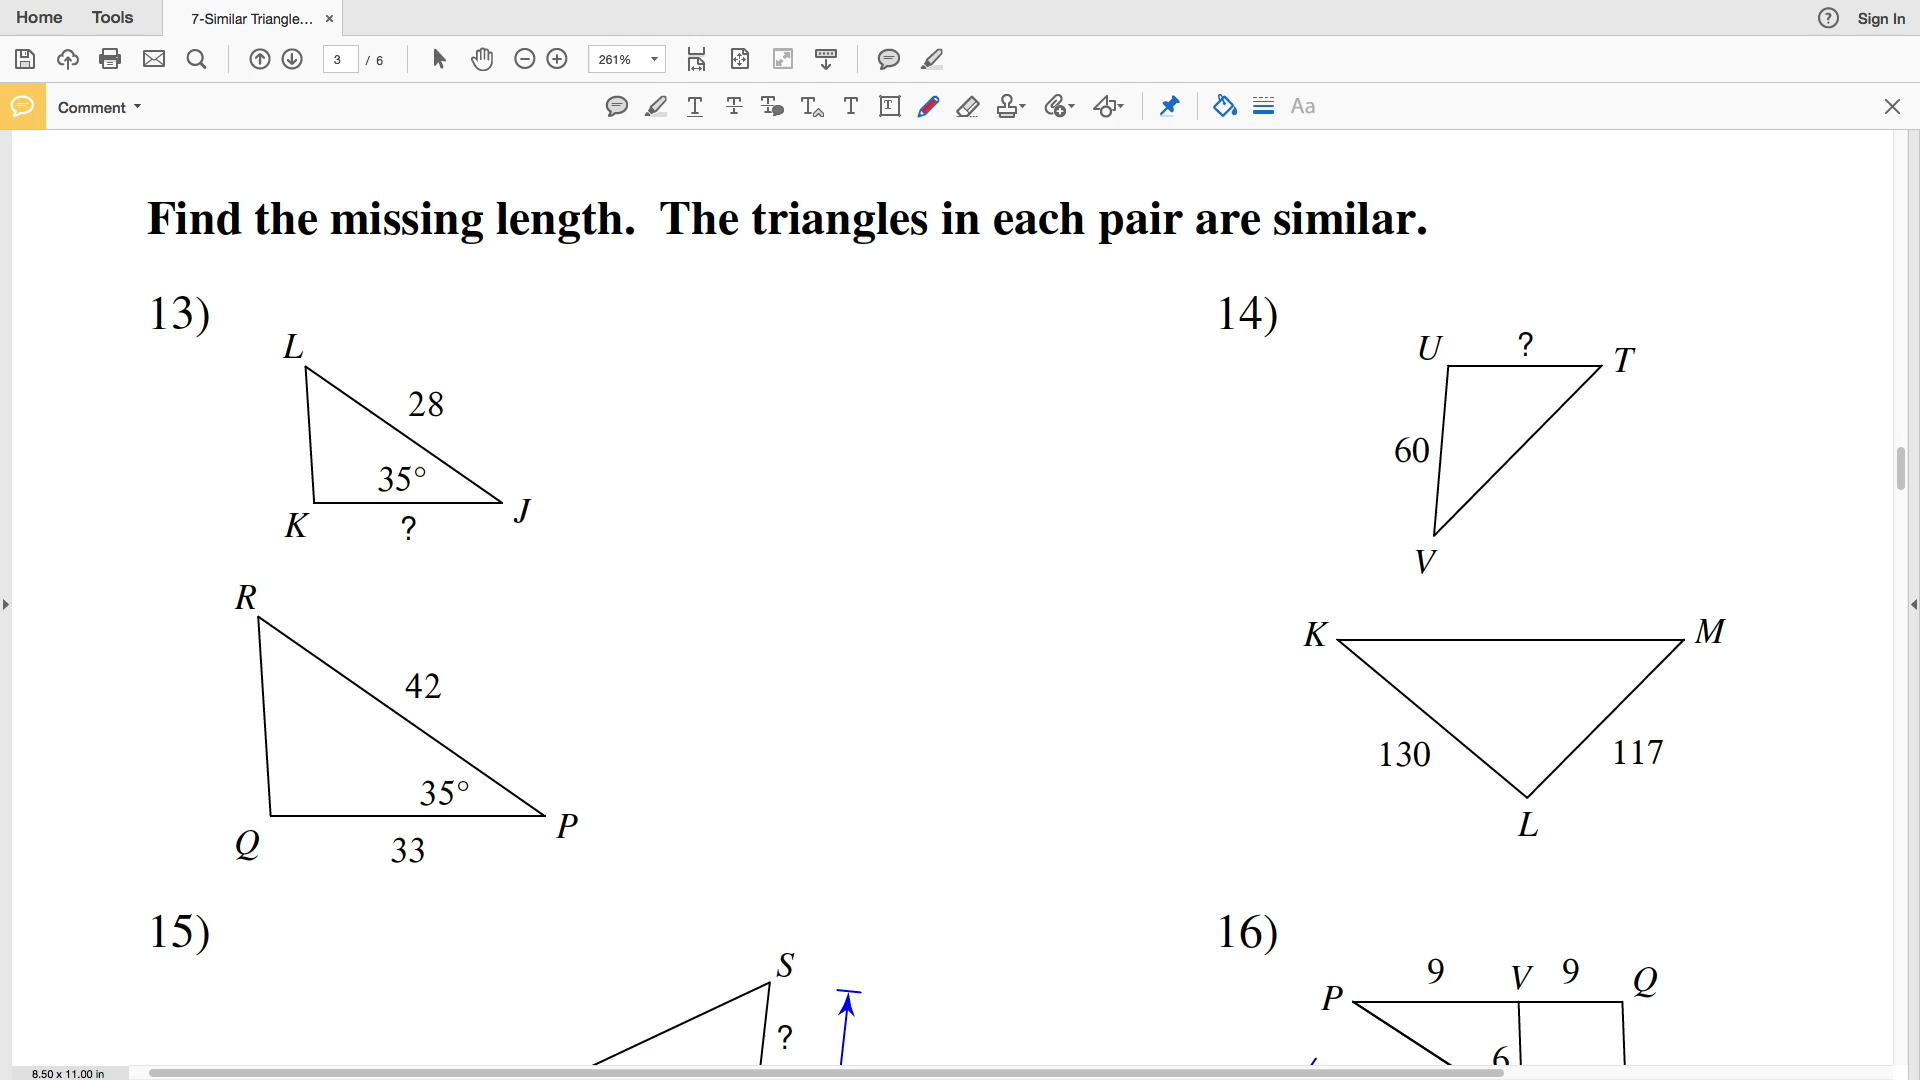 Home Tools 7-Similar Triangle... × ? Sign In
3 / 6 261%
Comment Aa
Find the missing length. The triangles in each pair are similar.
13)
L
28
35°
K ? J
R
42
35°
Q 33 P
14)
U ? T
60
V
K M
130 117
L
15)
S
?
16)
9 V 9 Q
P
6
8.50 x 11.00 in